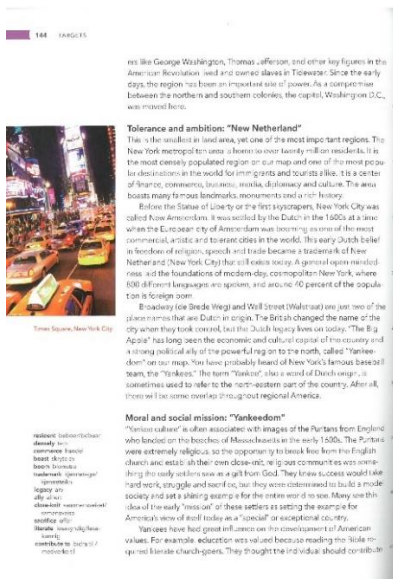 144 TARGETS
ers like George Washington, Thomas Jefferson, and other key figures in the
American Revolution lived and owned slaves in Tidewater. Since the early
days, the region has been an important site of power. As a compromise
between the northern and southern colonies, the capitol, Washington D.C.,
was moved here.
Tolerance and ambition: "New Netherland"
This is the smallest in land area, yet one of the most important regions. The
New York metropolitan area is home to over twenty million residents. It is
the most densely populated region on our map and one of the most popu-
lar destinations in the world for immigrants and tourists alike. It is a center
of finance, commerce, business, media, diplomacy and culture. The area
boasts many famous landmarks, monuments and a rich history.
Before the Statue of Liberty or the first skyscrapers, New York City was
called New Amsterdam. It was settled by the Dutch in the 1600s at a time
when the European city of Amsterdam was booming as one of the most
commercial, artistic and tolerant cities in the world. This early Dutch belief
in freedom of religion, speech and trade became a trademark of New
Netherland (New York City) that still exists today. A general open-minded-
ness laid the foundations of modern-day, cosmopolitan New York, where
800 different languages are spoken, and around 40 percent of the popula-
tion is foreign born.
Broadway (de Brede Weg) and Wall Street (Walstraat) are just two of the
place names that are Dutch in origin. The British changed the name of the
city when they took control, but the Dutch legacy lives on today. "The Big
Apple" has long been the economic and cultural capital of the country and
a strong political ally of the powerful region to the north, called "Yankee-
dom" on our map. You have probably heard of New York's famous baseball
team, the "Yankees." The term "Yankee", also a word of Dutch origin, is
sometimes used to refer to the north-eastern part of the country. After all,
there will be some overlap throughout regional America.
Times Square, New York City
Moral and social mission: "Yankeedom"
"Yankee culture" is often associated with images of the Puritans from England
who landed on the beaches of Massachusetts in the early 1600s. The Puritans
were extremely religious, so the opportunity to break free from the English
church and establish their own close-knit, religious communities was some-
thing the early settlers saw as a gift from God. They knew success would take
hard work, struggle and sacrifice, but they were determined to build a model
society and set a shining example for the entire world to see. Many see this
idea of the early "mission" of these settlers as setting the example for
America's view of itself today as a "special" or exceptional country.
Yankees have had great influence on the development of American
values. For example, education was valued because reading the Bible re-
quired literate church-goers. They thought the individual should contribute
resident
densely tett
commerce handel
boast
boom blomstre
trademark kjennetegn/
legacy arv
ally alliert
close-knit
sacrifice offer
literate
contribute to bidra til/